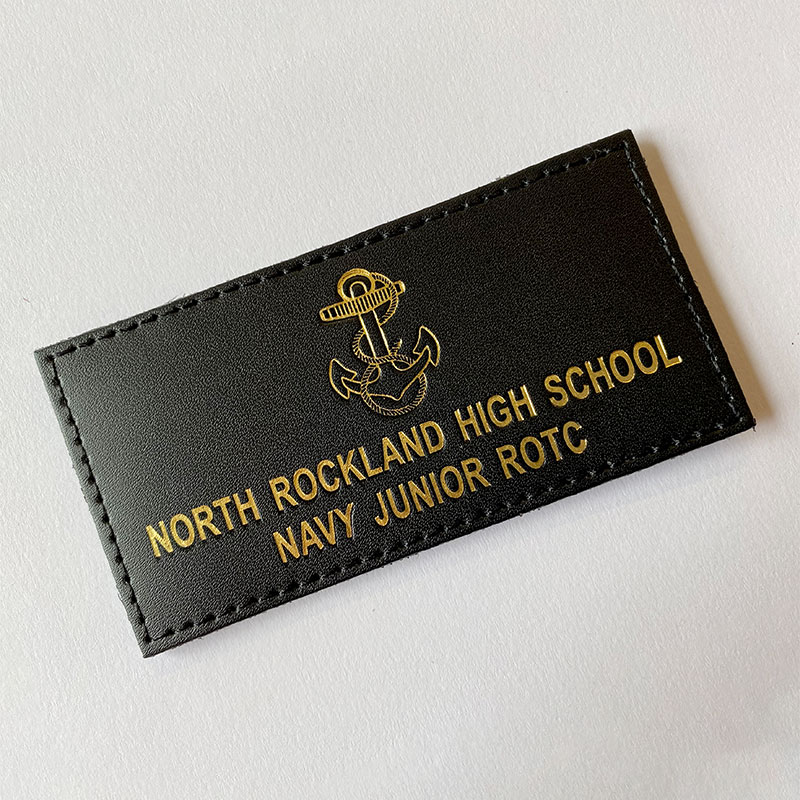 NORTH ROCKLAND HIGH SCHOOL
NAVY JUNIOR ROTC